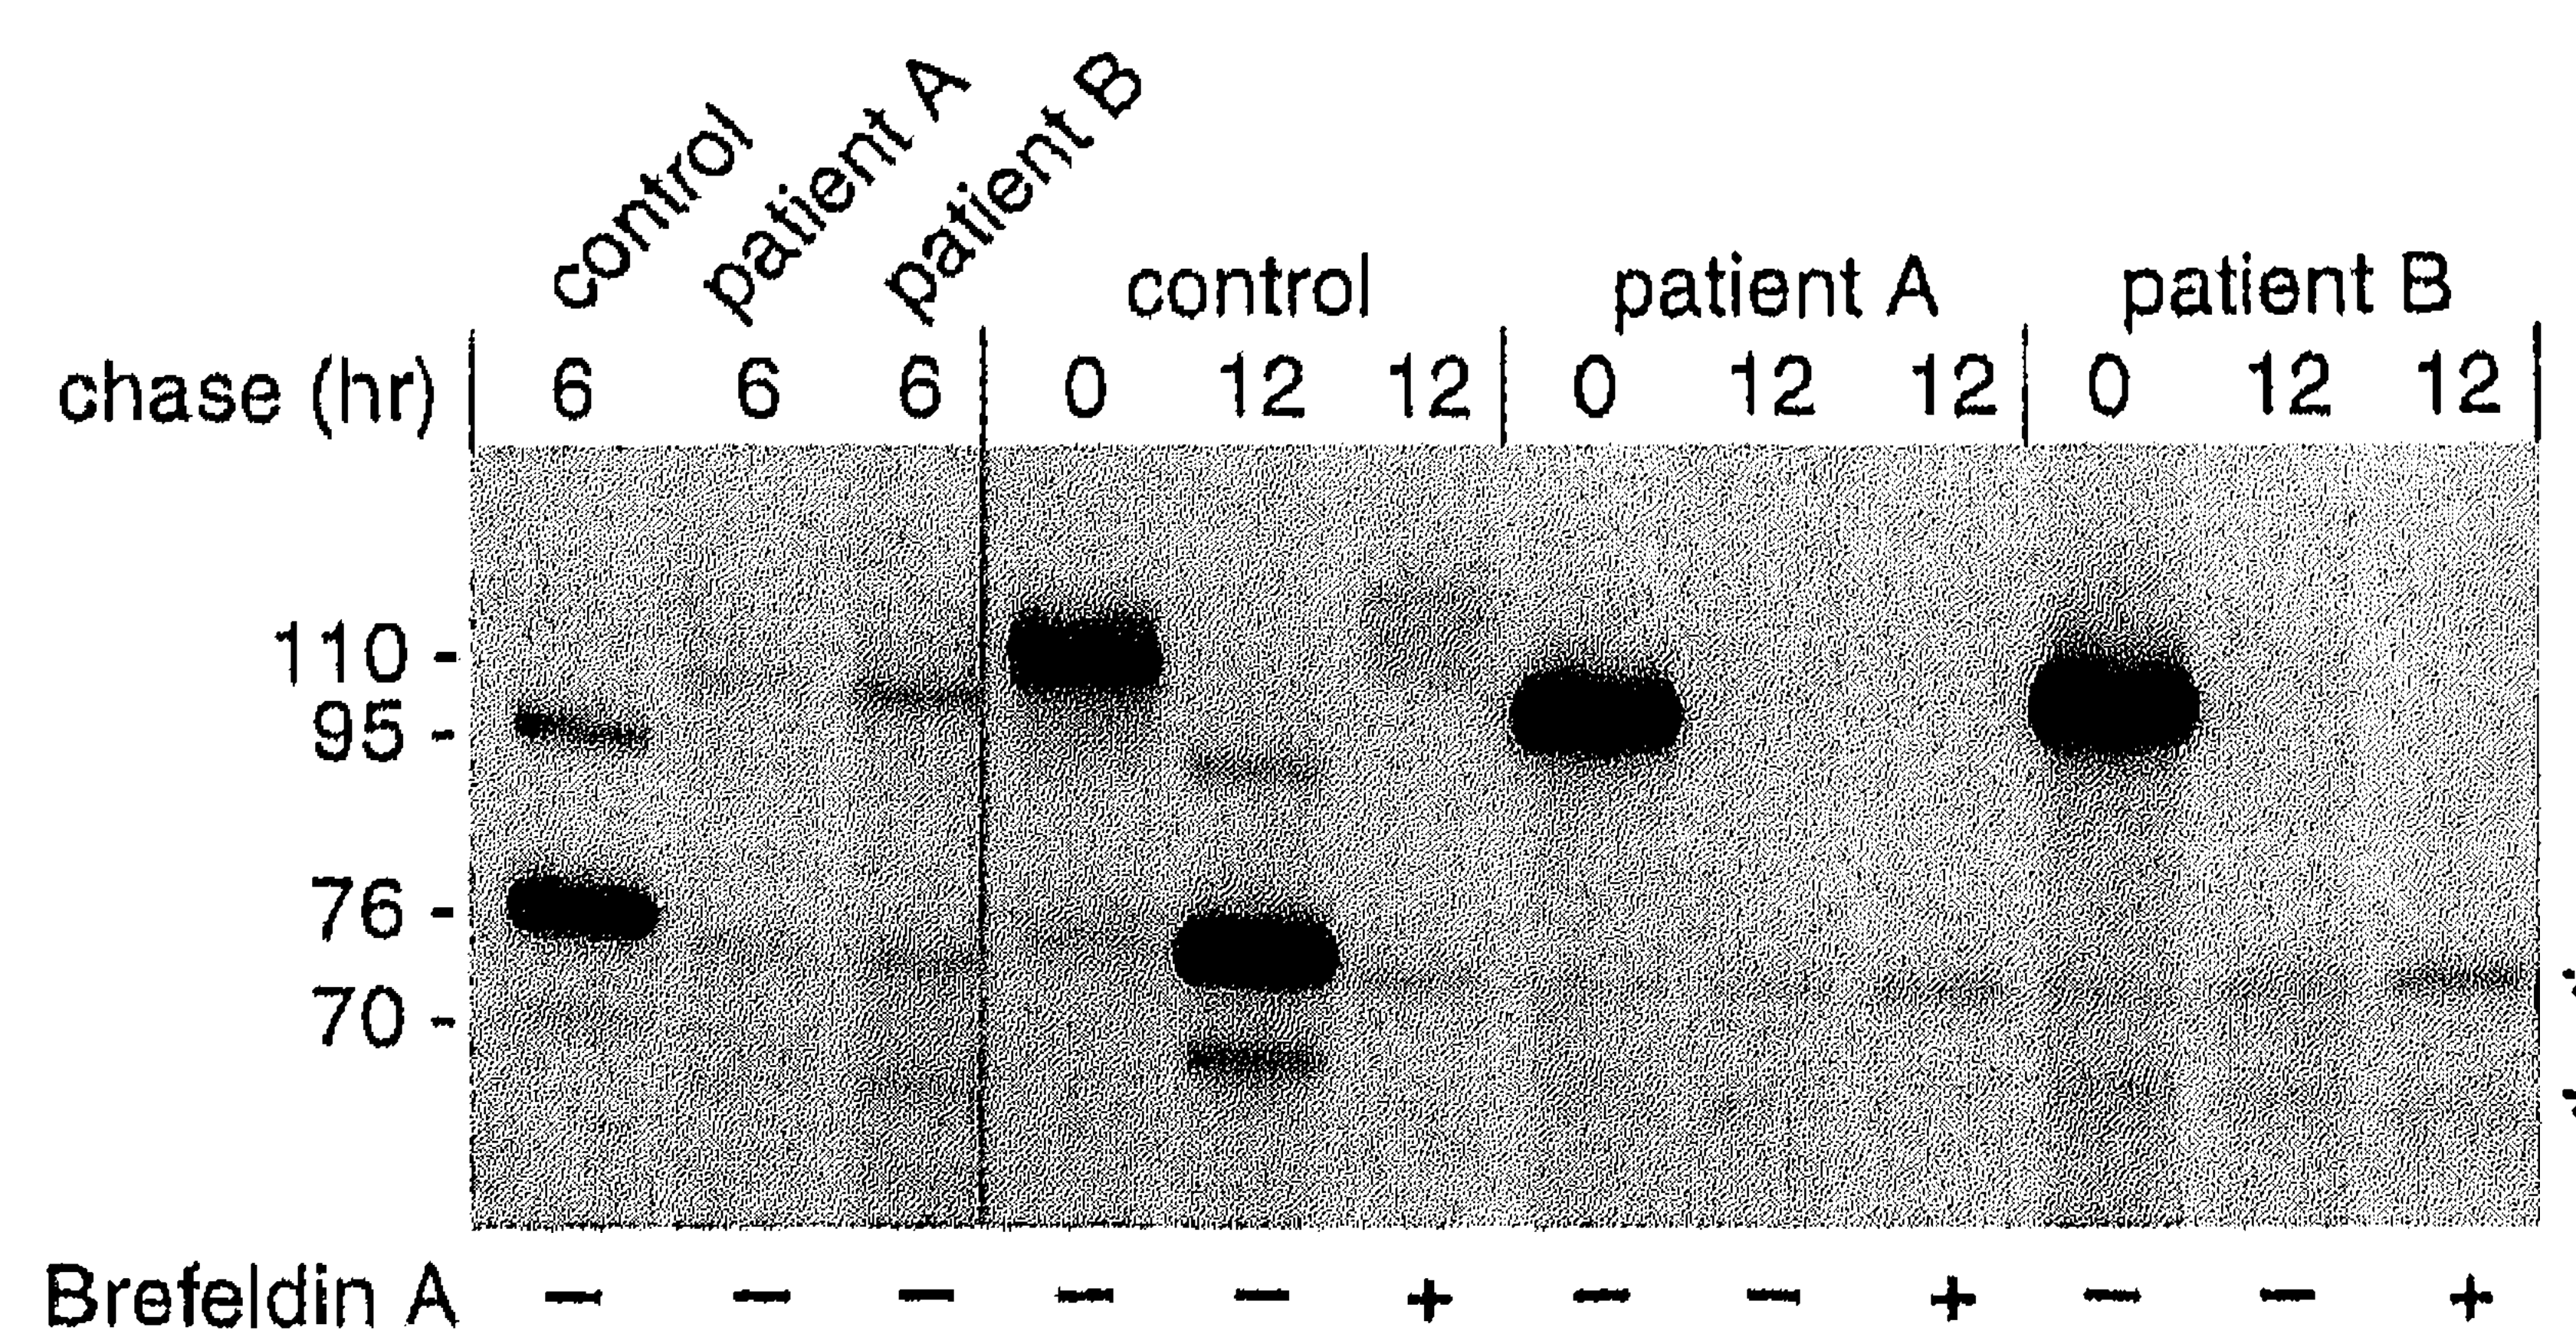 control patient A patient B
control patient A patient B
chase (hr) 6 6 6 0 12 12 0 12 12 0 12 12
110 -
95 -
76 -
70 -
Brefeldin A — — — — — + — — + — — +